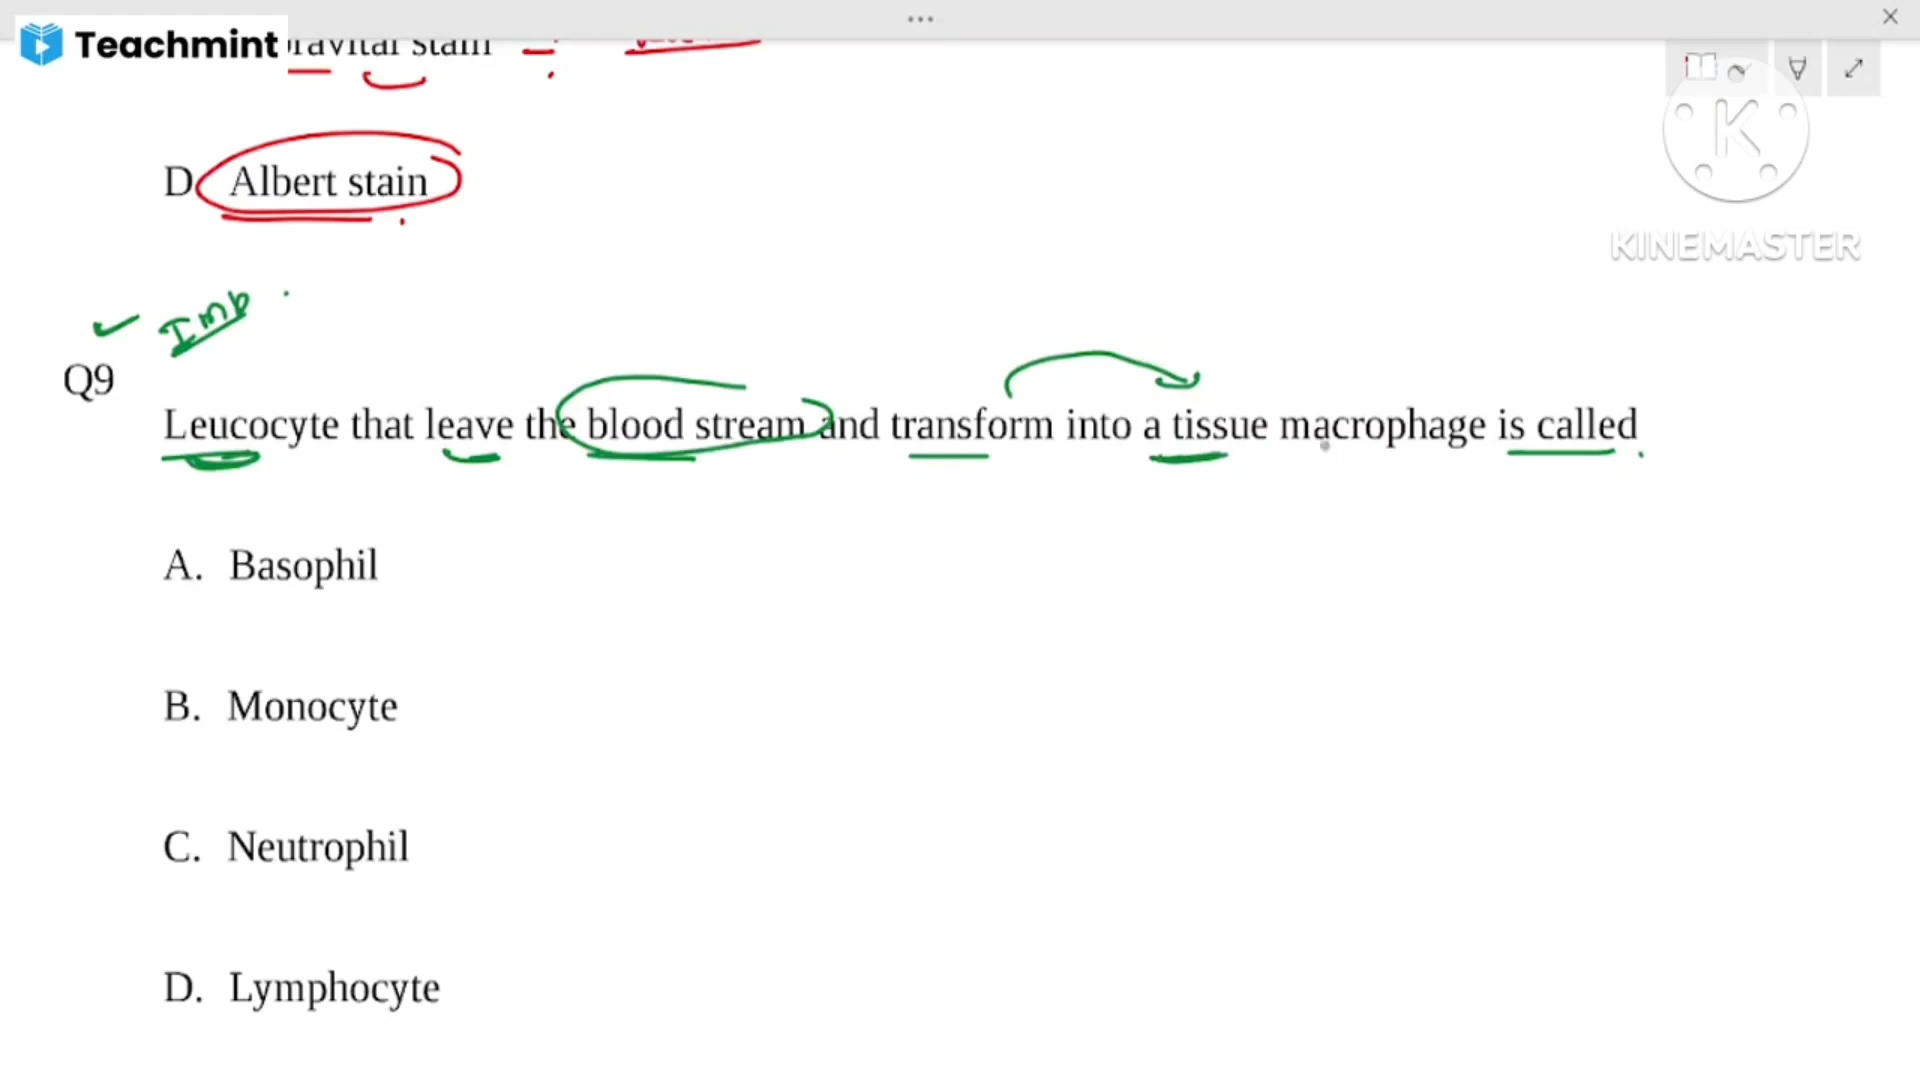 Teachmint
stain
D Albert stain
KINEMASTER
Imp
Q9
Leucocyte that leave the blood stream and transform into a tissue macrophage is called
A. Basophil
B. Monocyte
C. Neutrophil
D. Lymphocyte